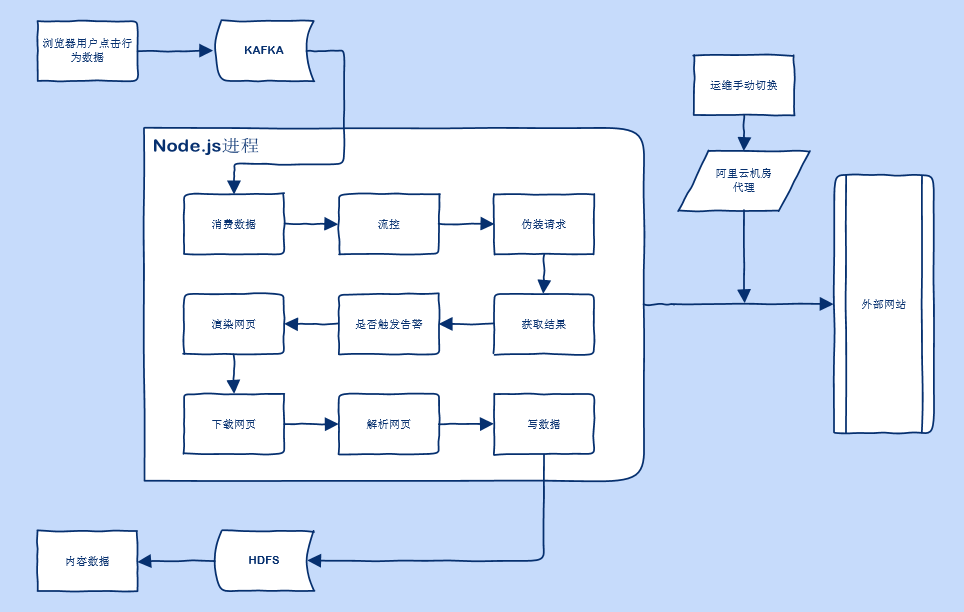 浏览器用户点击行
为数据
KAFKA
运维手动切换
Node.js进程
阿里云机房
代理
消费数据
流控
伪装请求
外部网站
渲染网页
是否触发告警
获取结果
下载网页
解析网页
写数据
内容数据
HDFS